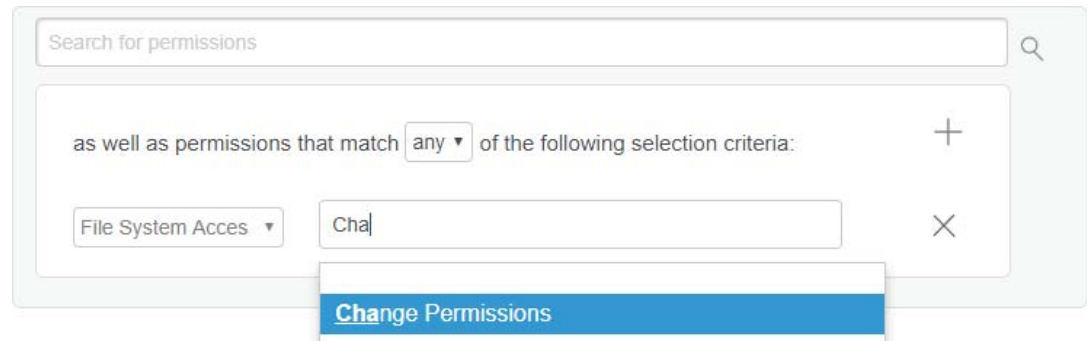 Search for permissions
as well as permissions that match any of the following selection criteria:
File System Acces Cha
Change Permissions